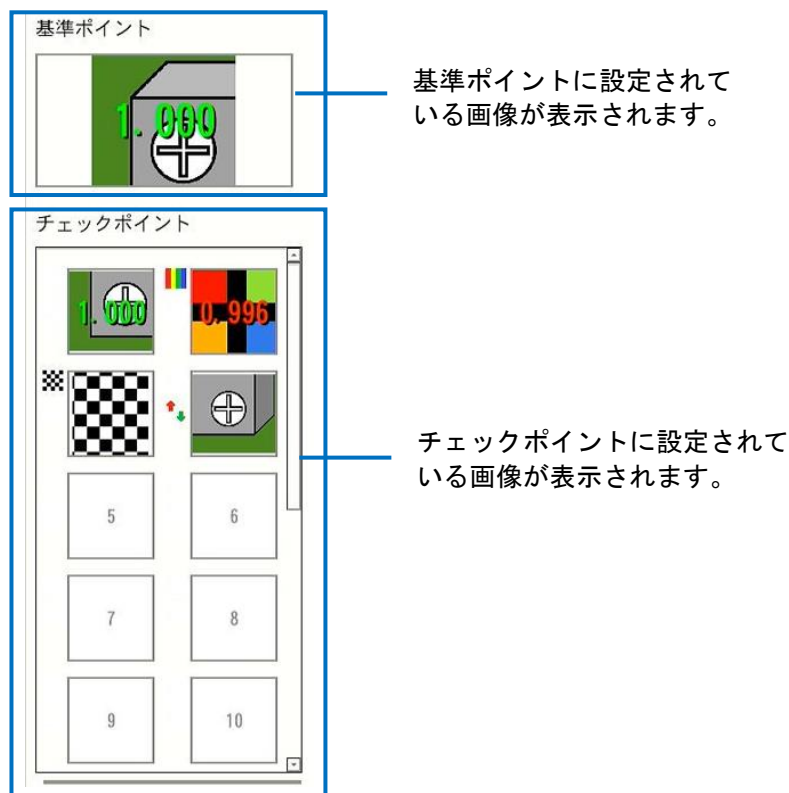 基準ポイント
1.000
基準ポイントに設定されて
いる画像が表示されます。
チェックポイント
1.000
0.996
チェックポイントに設定されて
いる画像が表示されます。
5
6
7
8
9
10